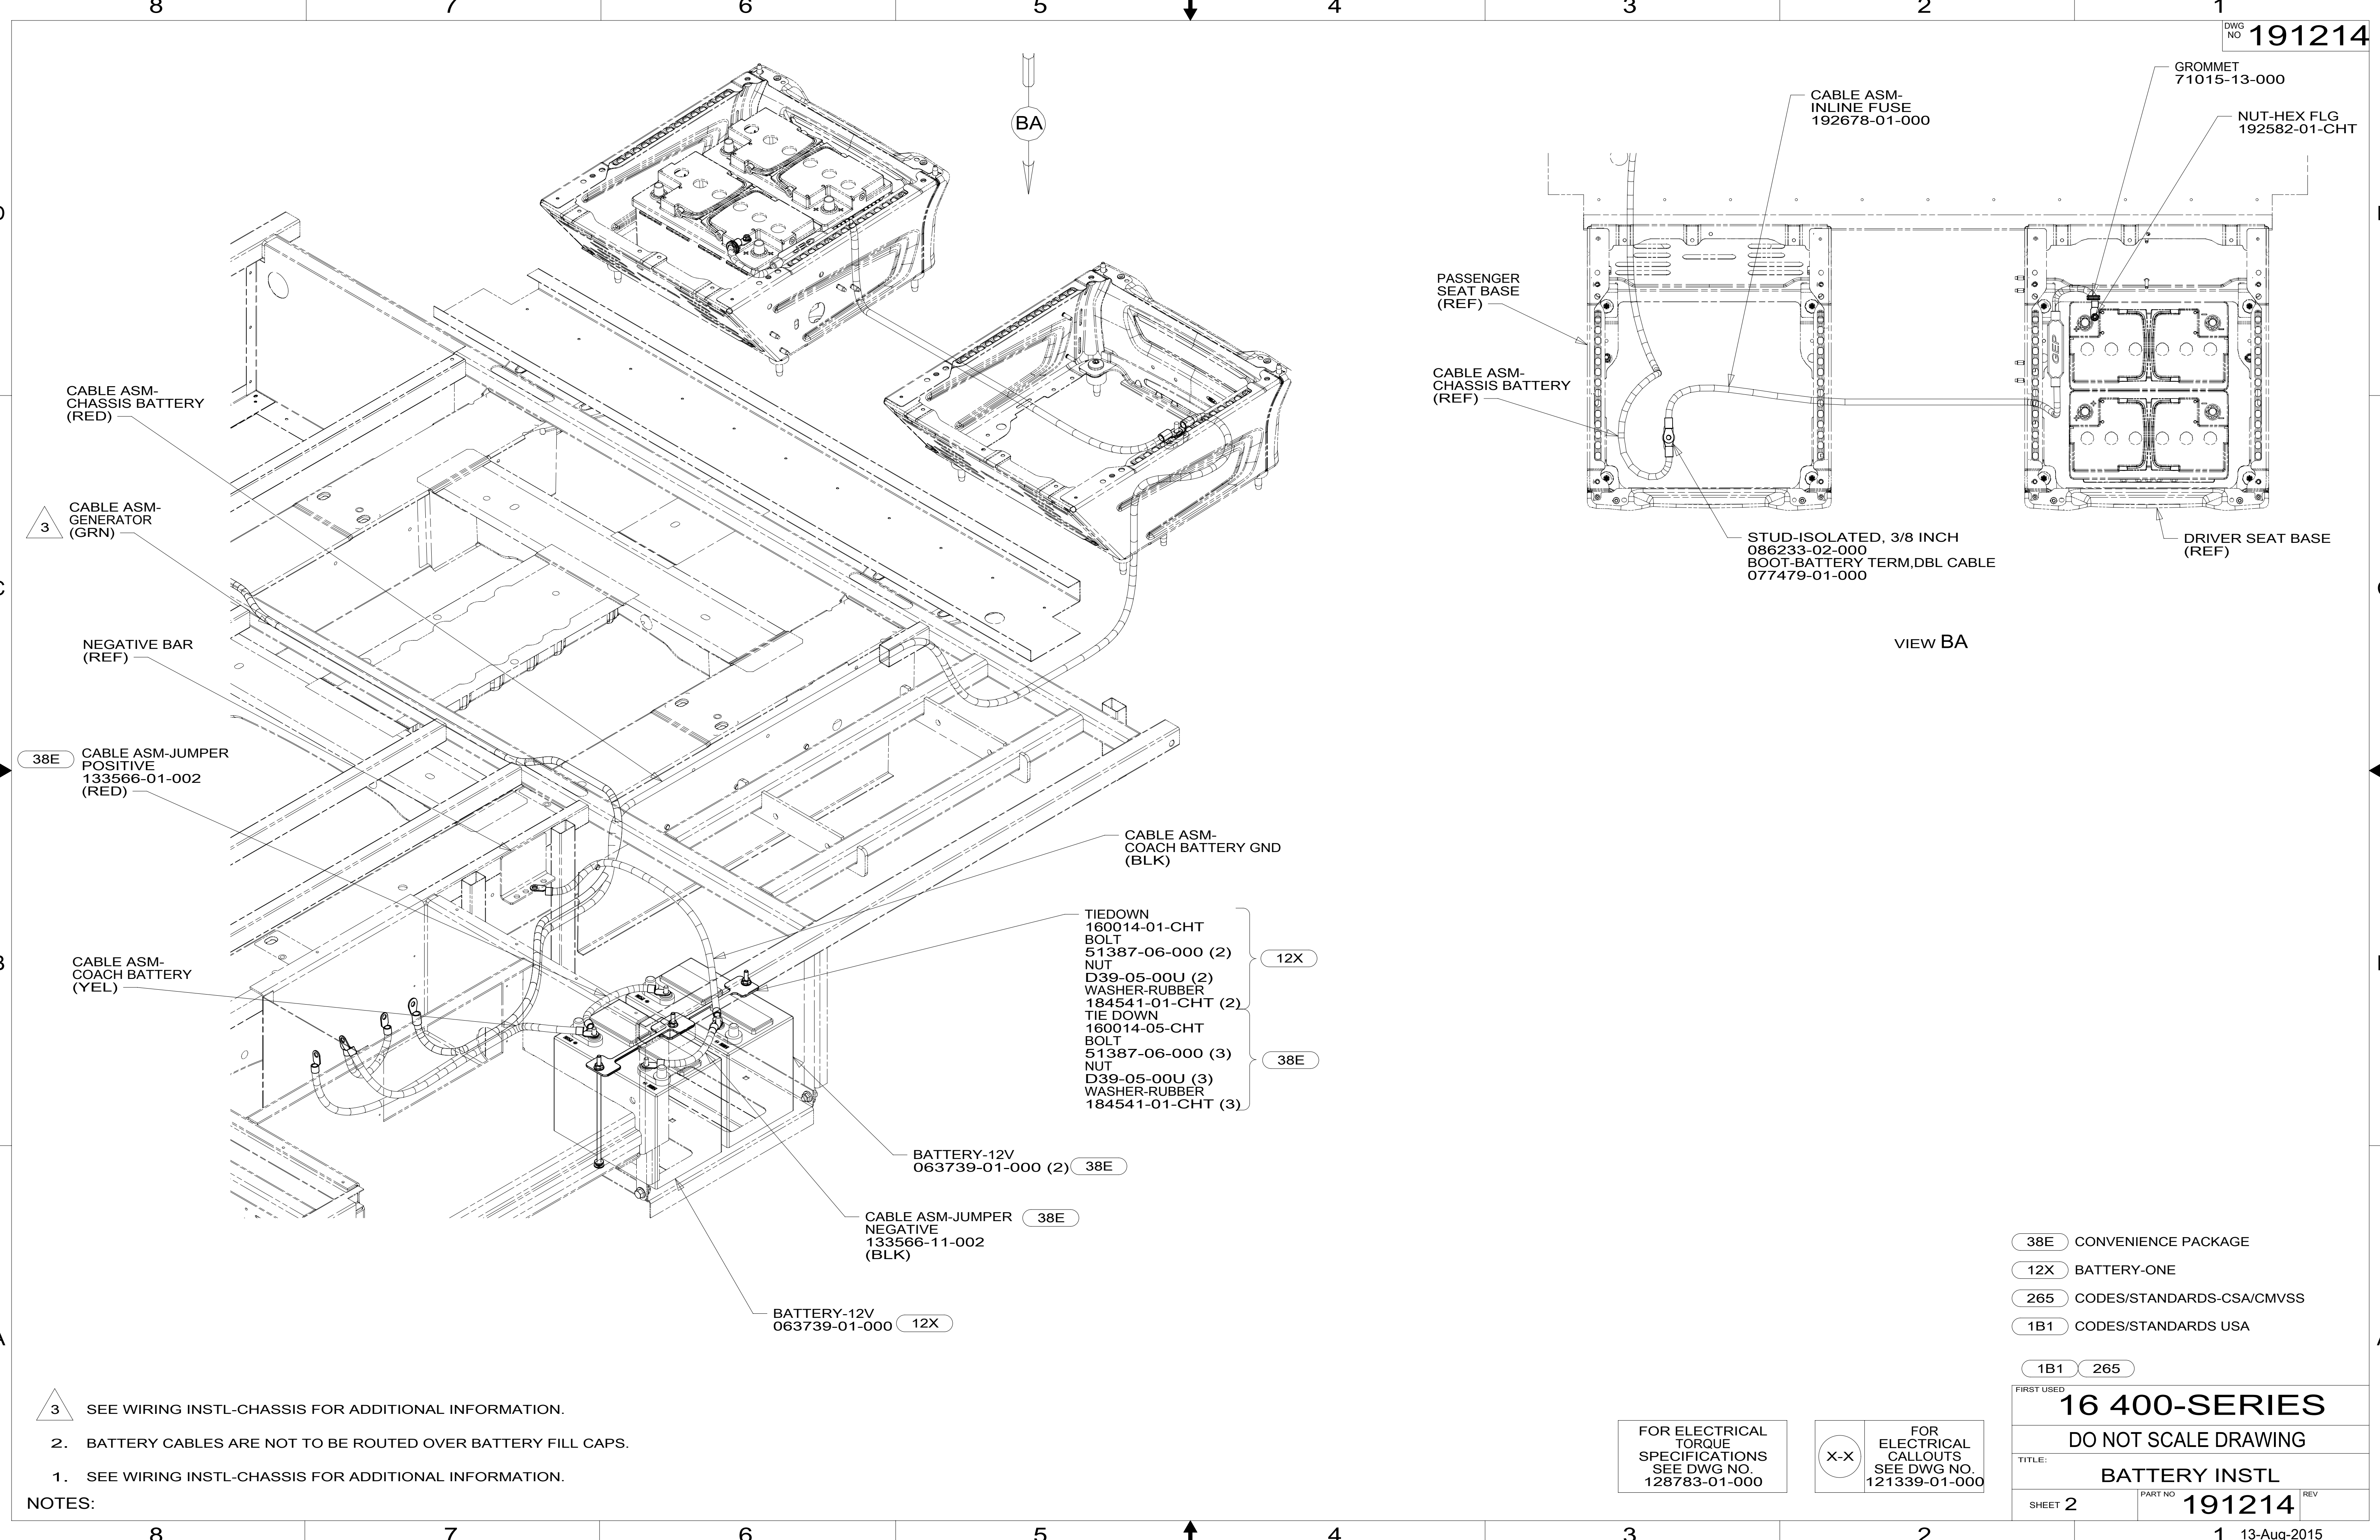 8 7 6 5 4 3 2 1
DWG
NO 191214
GROMMET
71015-13-000
CABLE ASM-
INLINE FUSE
192678-01-000
NUT-HEX FLG
192582-01-CHT
BA
PASSENGER
SEAT BASE
(REF)
CABLE ASM-
CHASSIS BATTERY
(REF)
GEP
STUD-ISOLATED, 3/8 INCH
086233-02-000
BOOT-BATTERY TERM,DBL CABLE
077479-01-000
DRIVER SEAT BASE
(REF)
VIEW BA
CABLE ASM-
CHASSIS BATTERY
(RED)
3
CABLE ASM-
GENERATOR
(GRN)
C
NEGATIVE BAR
(REF)
38E
CABLE ASM-JUMPER
POSITIVE
133566-01-002
(RED)
CABLE ASM-
COACH BATTERY GND
(BLK)
TIEDOWN
160014-01-CHT
BOLT
51387-06-000 (2)
NUT
D39-05-00U (2)
WASHER-RUBBER
184541-01-CHT (2)
12X
TIE DOWN
160014-05-CHT
BOLT
51387-06-000 (3)
NUT
D39-05-00U (3)
WASHER-RUBBER
184541-01-CHT (3)
38E
B
CABLE ASM-
COACH BATTERY
(YEL)
BATTERY-12V
063739-01-000 (2) 38E
CABLE ASM-JUMPER 38E
NEGATIVE
133566-11-002
(BLK)
BATTERY-12V
063739-01-000 12X
A
38E CONVENIENCE PACKAGE
12X BATTERY-ONE
265 CODES/STANDARDS-CSA/CMVSS
1B1 CODES/STANDARDS USA
1B1 265
3 SEE WIRING INSTL-CHASSIS FOR ADDITIONAL INFORMATION.
2. BATTERY CABLES ARE NOT TO BE ROUTED OVER BATTERY FILL CAPS.
1. SEE WIRING INSTL-CHASSIS FOR ADDITIONAL INFORMATION.
NOTES:
FOR ELECTRICAL
TORQUE
SPECIFICATIONS
SEE DWG NO.
128783-01-000
X-X
FOR
ELECTRICAL
CALLOUTS
SEE DWG NO.
121339-01-000
FIRST USED
16 400-SERIES
DO NOT SCALE DRAWING
TITLE:
BATTERY INSTL
SHEET 2
PART NO 191214
REV
8 7 6 5 4 3 2 1
13-Aug-2015